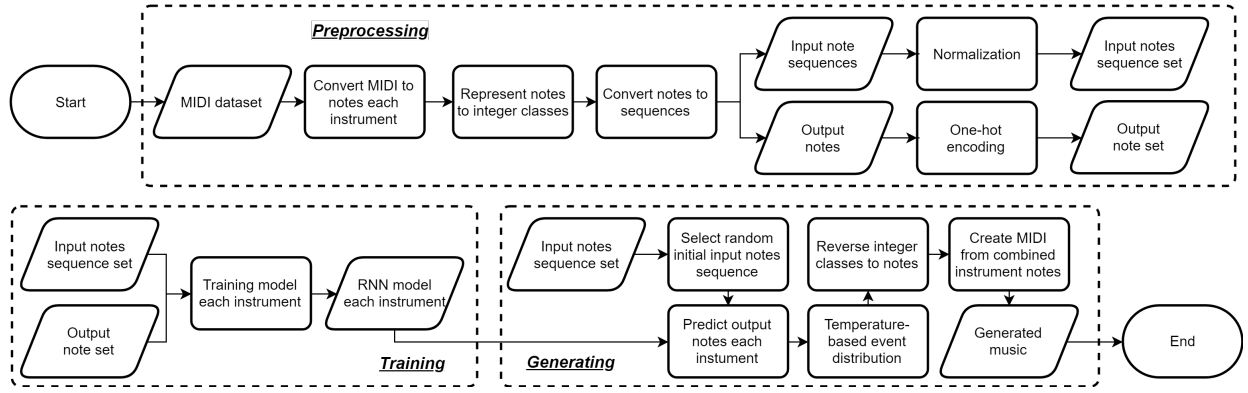 Preprocessing
Start
MIDI dataset
Convert MIDI to
notes each
instrument
Represent notes
to integer classes
Convert notes to
sequences
Input note
sequences
Normalization
Input notes
sequence set
Output
notes
One-hot
encoding
Output
note set
Input notes
sequence set
Output
note set
Training model
each instrument
RNN model
each instrument
Training
Input notes
sequence set
Select random
initial input notes
sequence
Predict output
notes each
instument
Temperature-
based event
distribution
Reverse integer
classes to notes
Create MIDI
from combined
instrument notes
Generated
music
Generating
End